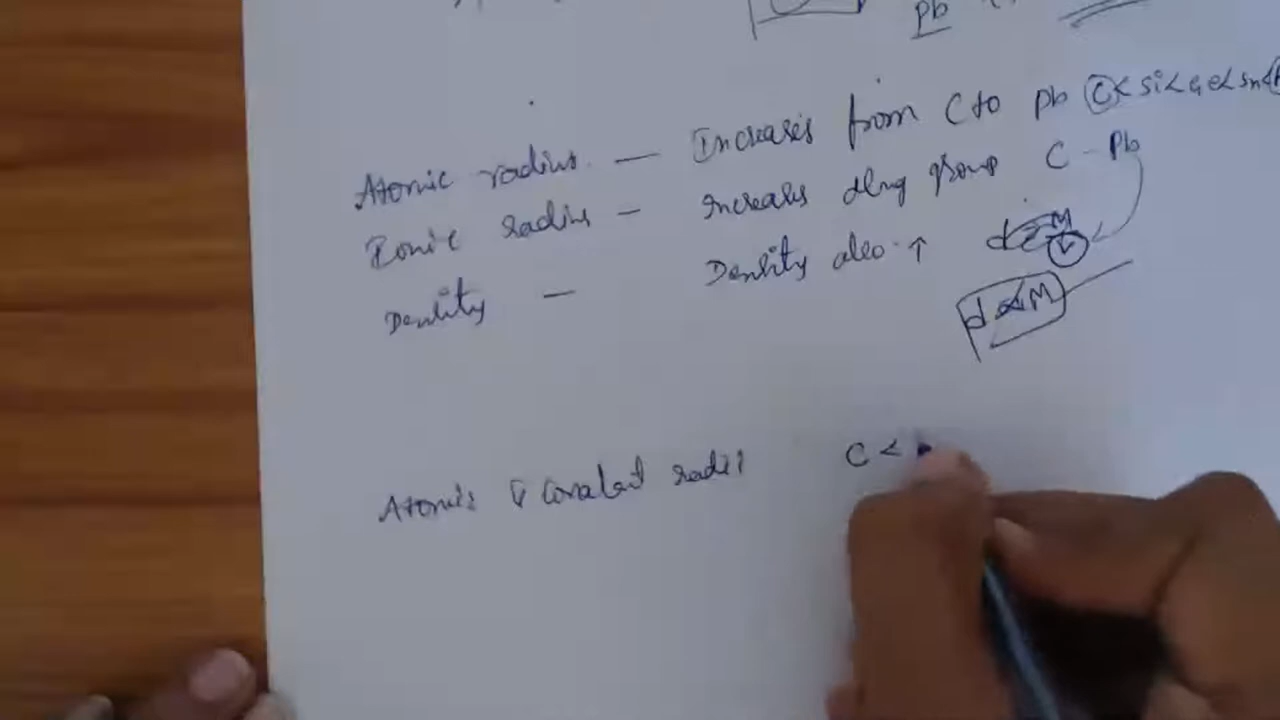 pb
Atomic radius - Increases from C to pb C< si< Ge< sn<
Ionic radius - Increases along group C - Pb
Density - Density also ↑ d = M/V
d ∝ M
Atomic & Covalent radii C <